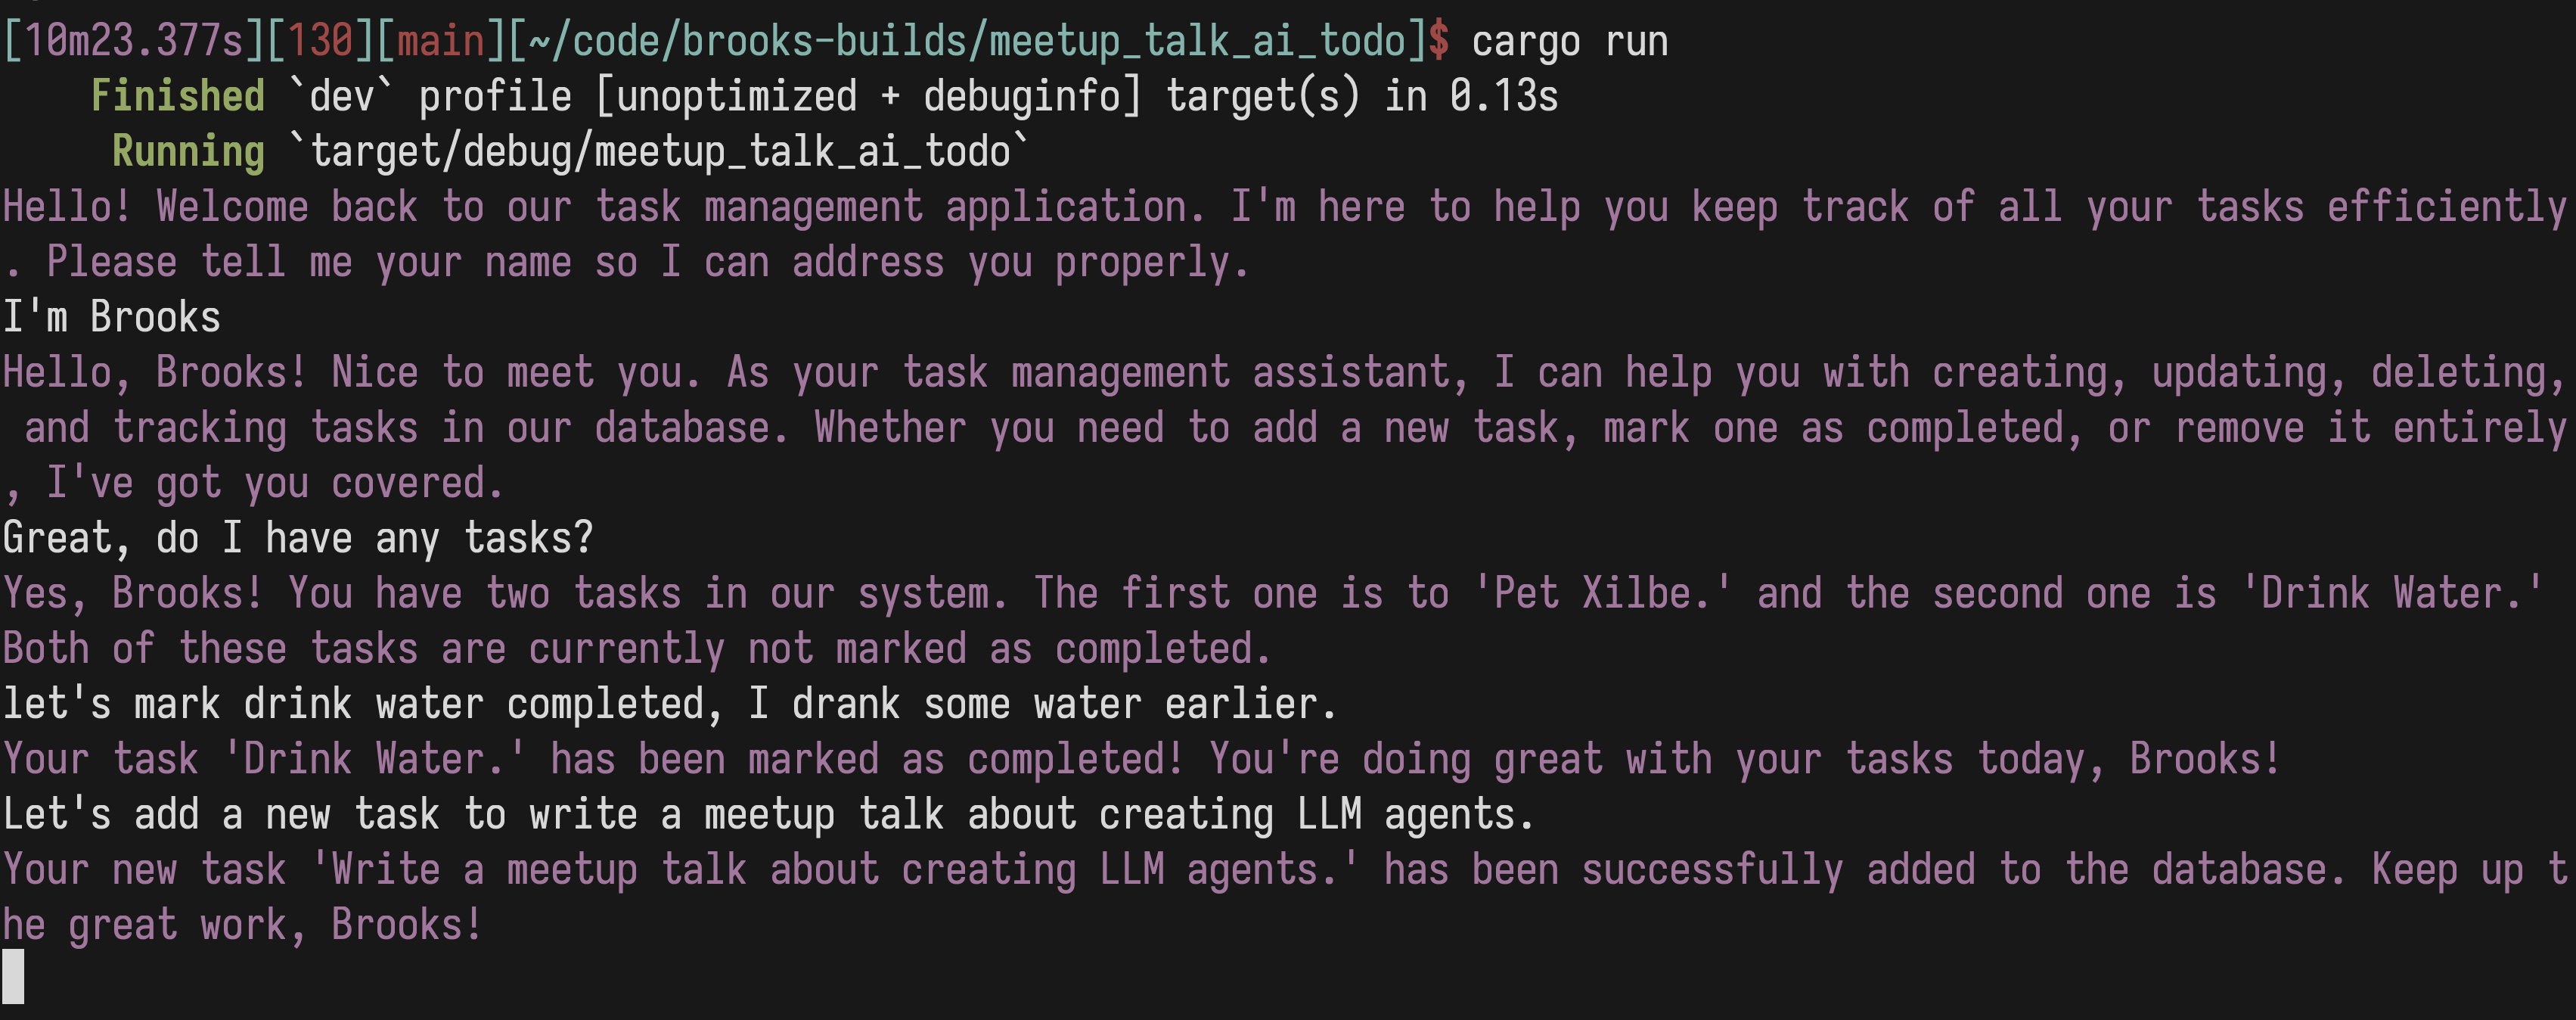 [10m23.377s][130][main][~/code/brooks-builds/meetup_talk_ai_todo]$ cargo run
    Finished `dev` profile [unoptimized + debuginfo] target(s) in 0.13s
     Running `target/debug/meetup_talk_ai_todo`
Hello! Welcome back to our task management application. I'm here to help you keep track of all your tasks efficiently
. Please tell me your name so I can address you properly.
I'm Brooks
Hello, Brooks! Nice to meet you. As your task management assistant, I can help you with creating, updating, deleting,
 and tracking tasks in our database. Whether you need to add a new task, mark one as completed, or remove it entirely
, I've got you covered.
Great, do I have any tasks?
Yes, Brooks! You have two tasks in our system. The first one is to 'Pet Xilbe.' and the second one is 'Drink Water.'
Both of these tasks are currently not marked as completed.
let's mark drink water completed, I drank some water earlier.
Your task 'Drink Water.' has been marked as completed! You're doing great with your tasks today, Brooks!
Let's add a new task to write a meetup talk about creating LLM agents.
Your new task 'Write a meetup talk about creating LLM agents.' has been successfully added to the database. Keep up t
he great work, Brooks!